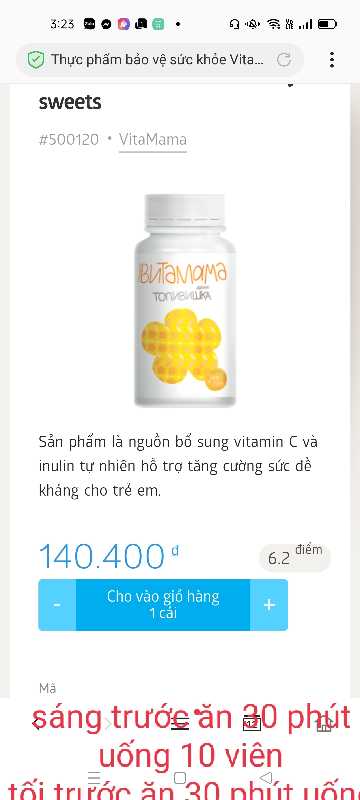 3:23
Thực phẩm bảo vệ sức khỏe Vita...
sweets
#500120 • VitaMama
ВИТАМАМА
ТОПИВИШКА
Sản phẩm là nguồn bổ sung vitamin C và
inulin tự nhiên hỗ trợ tăng cường sức đề
kháng cho trẻ em.
140.400 đ
6.2 điểm
- Cho vào giỏ hàng +
1 cái
Mã
sáng trước ăn 30 phút
uống 10 viên
tối trước ăn 30 phút uống